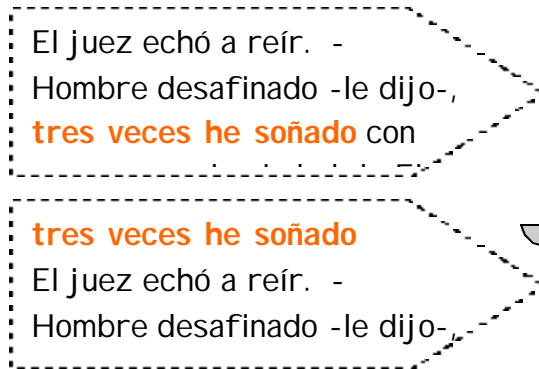 El juez echó a reír. -
Hombre desafinado -le dijo-,
tres veces he soñado con
tres veces he soñado
El juez echó a reír. -
Hombre desafinado -le dijo-,